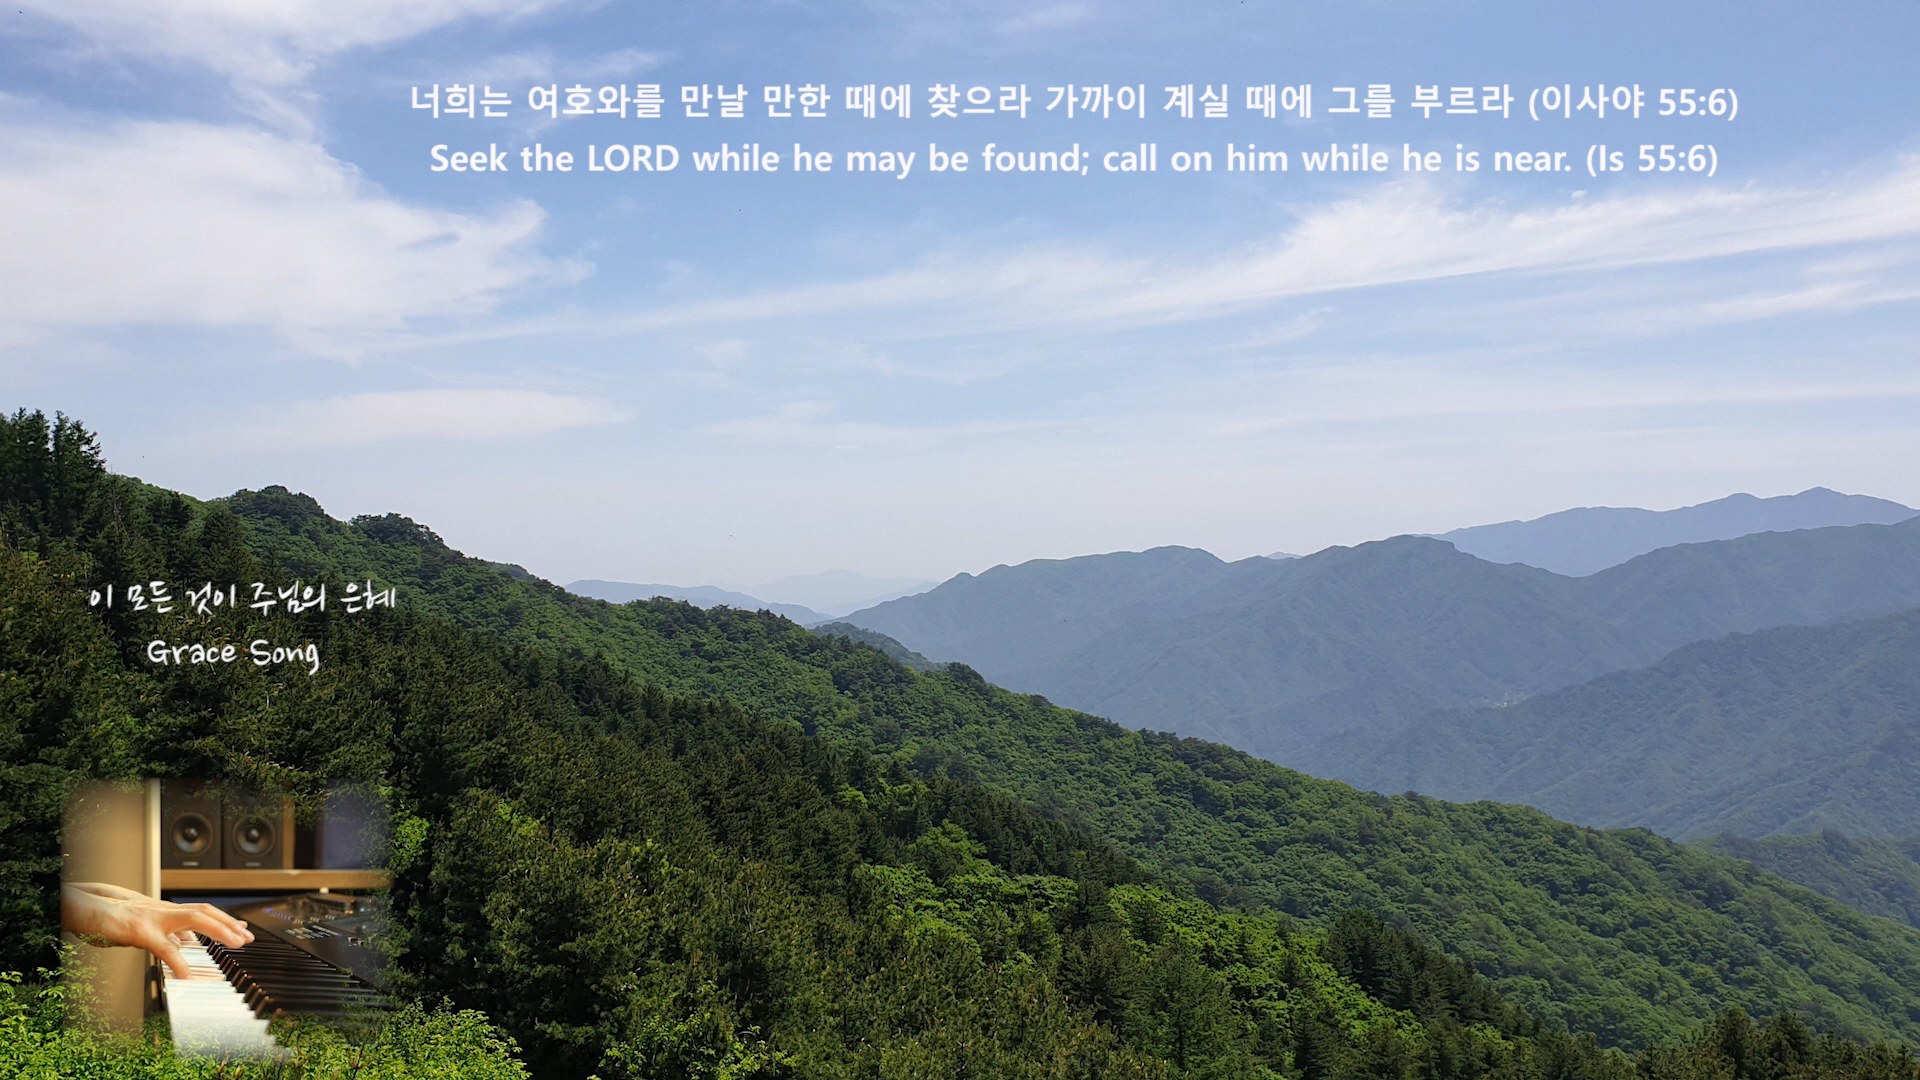 너희는 여호와를 만날 만한 때에 찾으라 가까이 계실 때에 그를 부르라 (이사야 55:6)
Seek the LORD while he may be found; call on him while he is near. (Is 55:6)
이 모든 것이 주님의 은혜
Grace Song